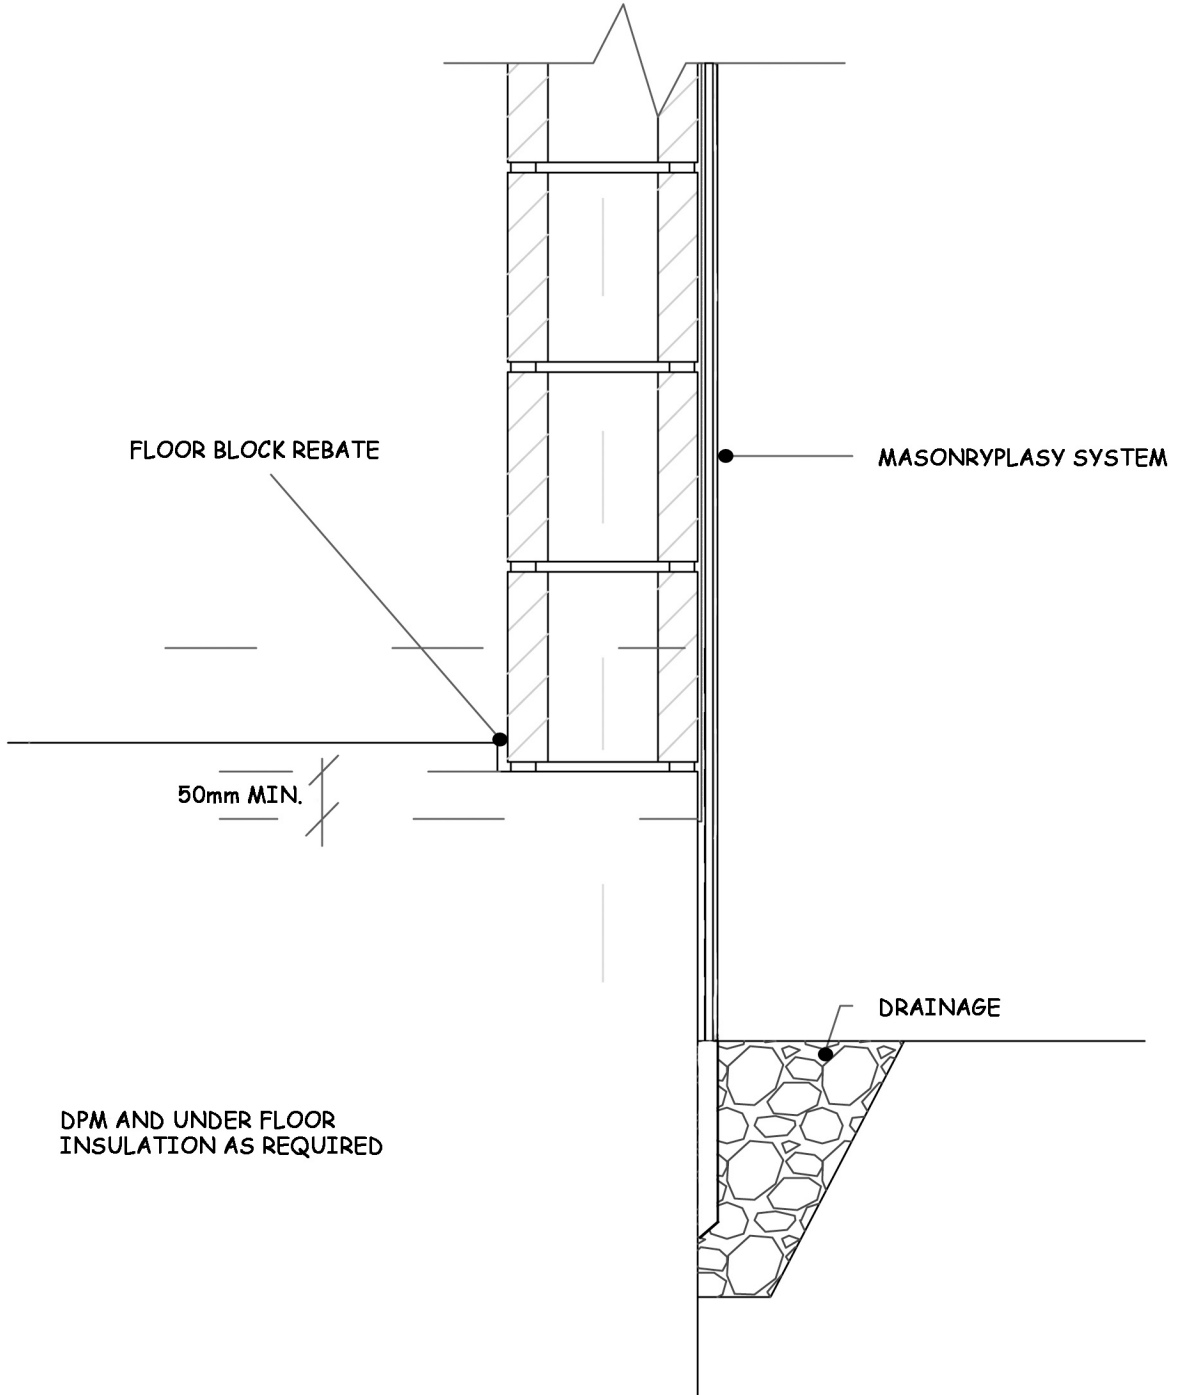 FLOOR BLOCK REBATE
MASONRYPLASY SYSTEM
50mm MIN.
DRAINAGE
DPM AND UNDER FLOOR
INSULATION AS REQUIRED